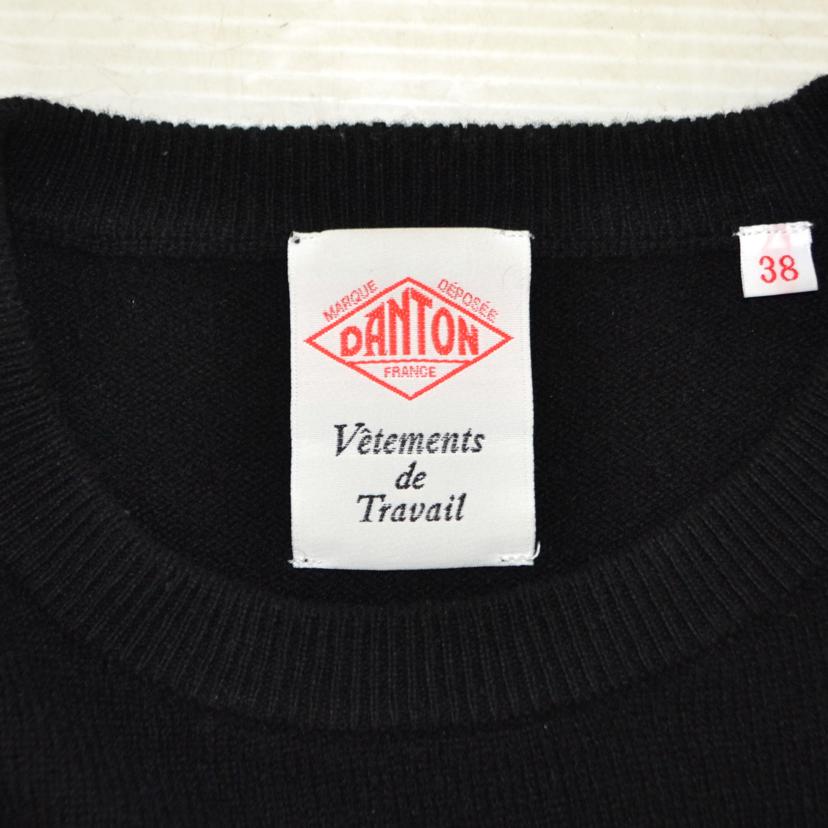 MARQUE DÉPOSÉE
DANTON
FRANCE
Vêtements
de
Travail
38